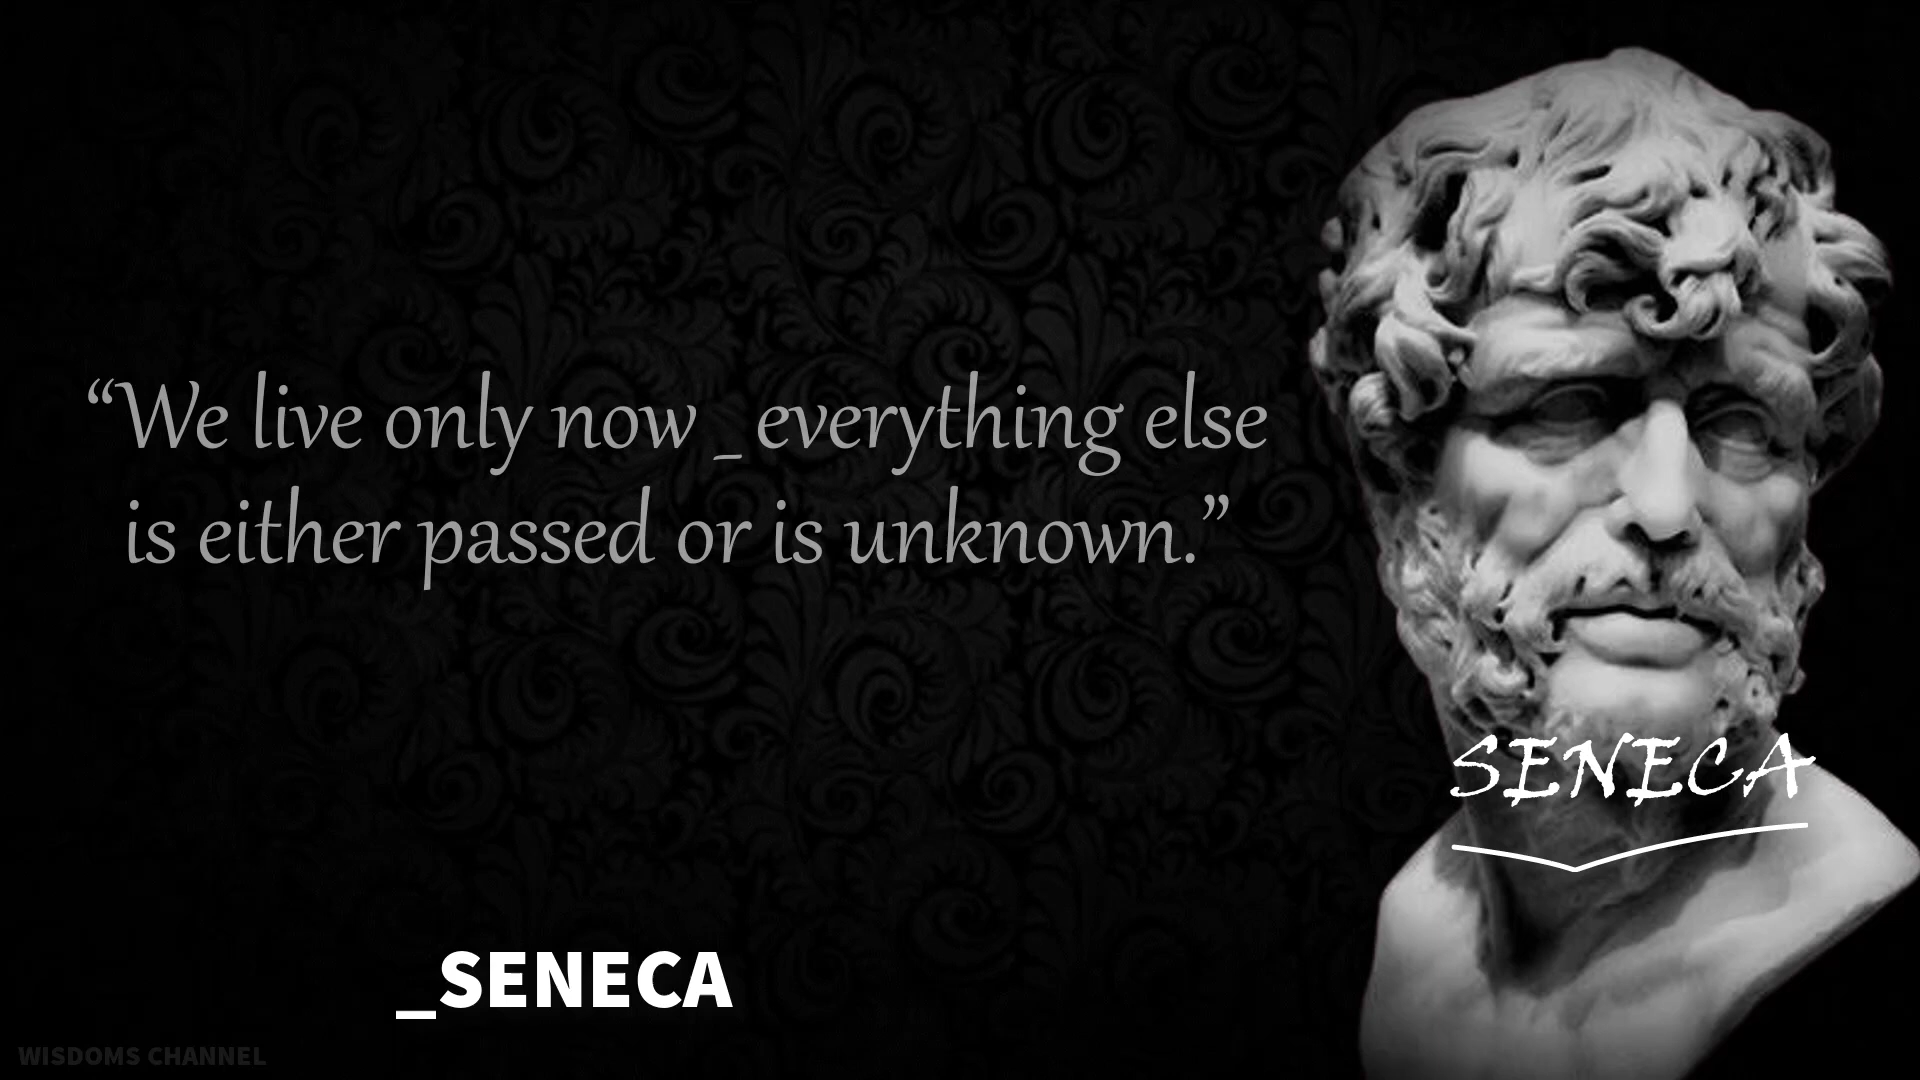 “We live only now _ everything else
is either passed or is unknown.”
SENECA
_SENECA
WISDOMS CHANNEL